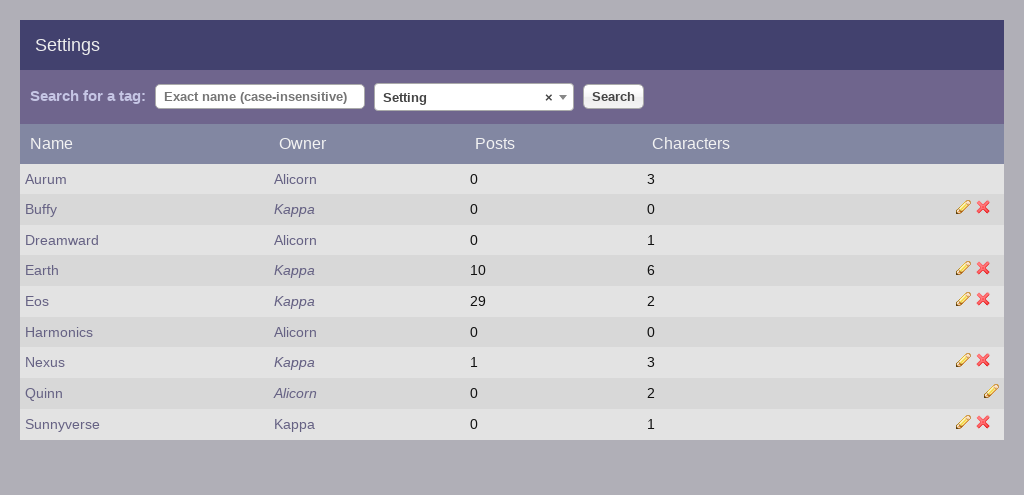 Settings
Search for a tag: Exact name (case-insensitive) Setting × Search
Name Owner Posts Characters
Aurum Alicorn 0 3
Buffy Kappa 0 0
Dreamward Alicorn 0 1
Earth Kappa 10 6
Eos Kappa 29 2
Harmonics Alicorn 0 0
Nexus Kappa 1 3
Quinn Alicorn 0 2
Sunnyverse Kappa 0 1